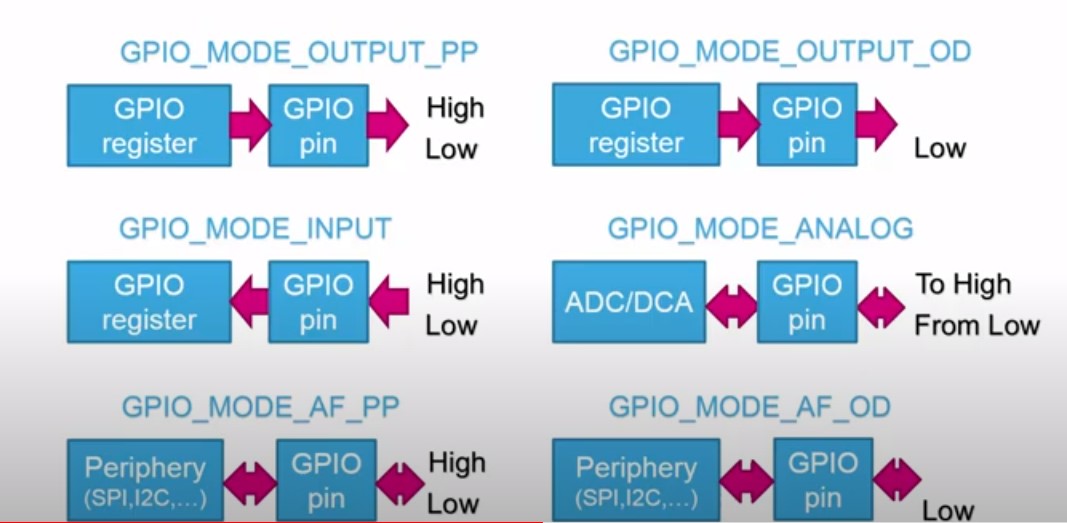 GPIO_MODE_OUTPUT_PP
GPIO
register
GPIO
pin
High
Low
GPIO_MODE_OUTPUT_OD
GPIO
register
GPIO
pin
Low
GPIO_MODE_INPUT
GPIO
register
GPIO
pin
High
Low
GPIO_MODE_ANALOG
ADC/DCA
GPIO
pin
To High
From Low
GPIO_MODE_AF_PP
Periphery
(SPI,I2C,...)
GPIO
pin
High
Low
GPIO_MODE_AF_OD
Periphery
(SPI,I2C,...)
GPIO
pin
Low